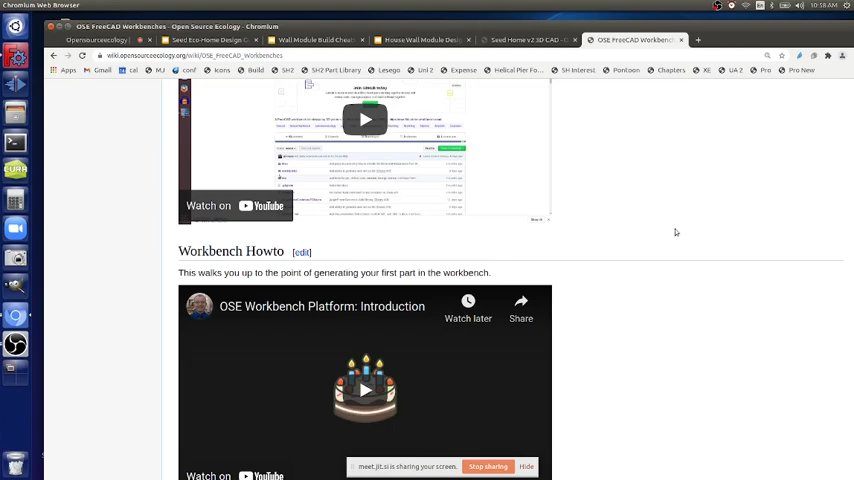 Chromium Web Browser
10:58 AM
OSE FreeCAD Workbenches - Open Source Ecology - Chromium
Opensourceecology
Seed Eco-Home Design G
Wall Module Build Cheat
House Wall Module Desi
Seed Home v2 3D CAD -
OSE FreeCAD Workbench
wiki.opensourceecology.org/wiki/OSE_FreeCAD_Workbenches
Apps Gmail cal MJ conf Icons Build SH2 SH2 Part Library Lesego Uni 2 Expense Helical Pier Fo... SH Interest Pontoon Chapters XE UA 2 Pro Pro New
Watch on YouTube
Workbench Howto [edit]
This walks you up to the point of generating your first part in the workbench.
OSE Workbench Platform: Introduction
Watch later
Share
Watch on YouTube
meet.jit.si is sharing your screen. Stop sharing Hide